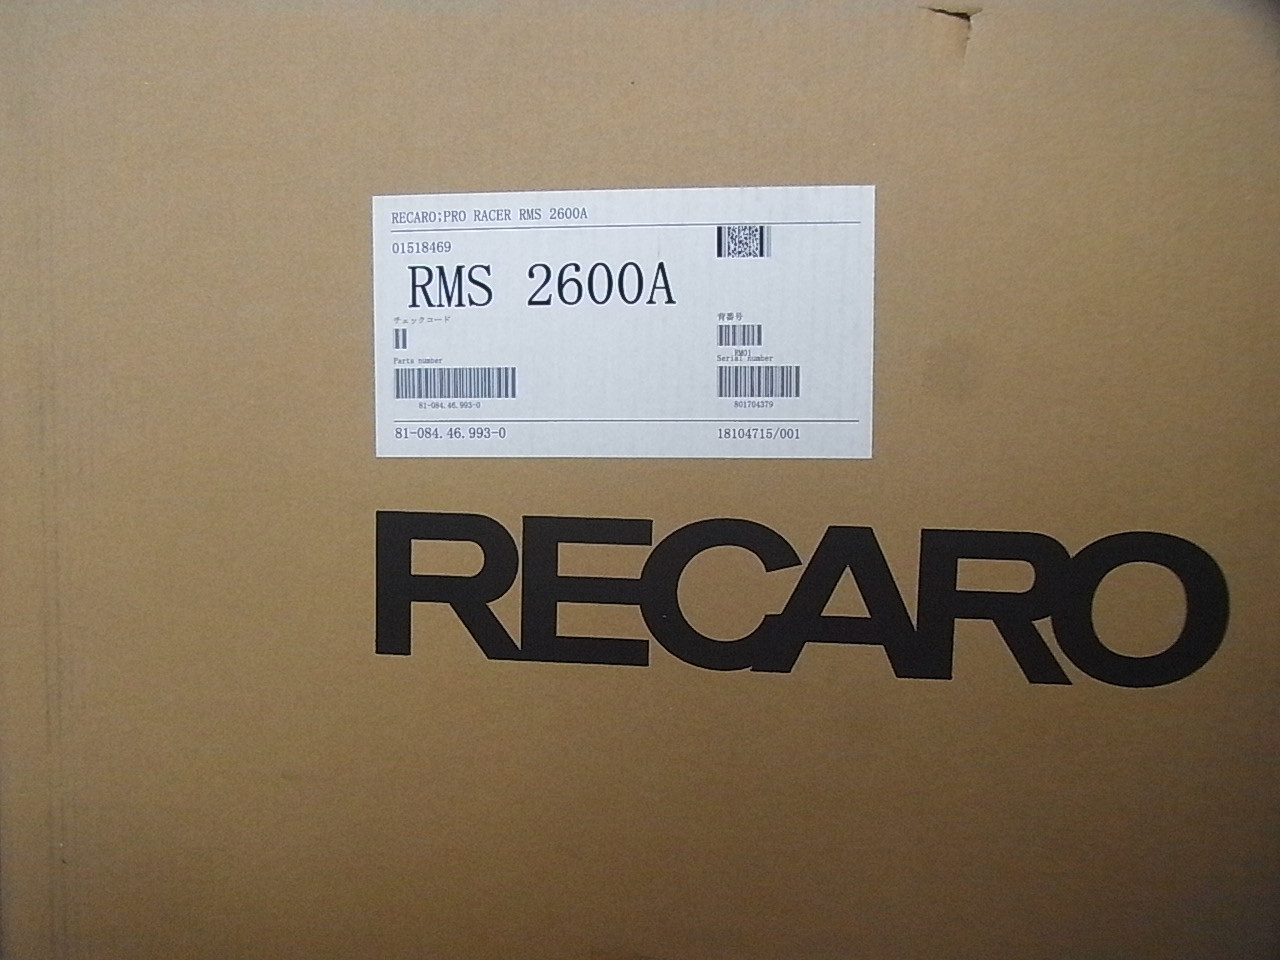 RECARO;PRO RACER RMS 2600A
01518469
RMS 2600A
チェックコード
背番号
RM01
Parts number
Serial number
81-084.46.993-0
801704379
81-084.46.993-0
18104715/001
RECARO